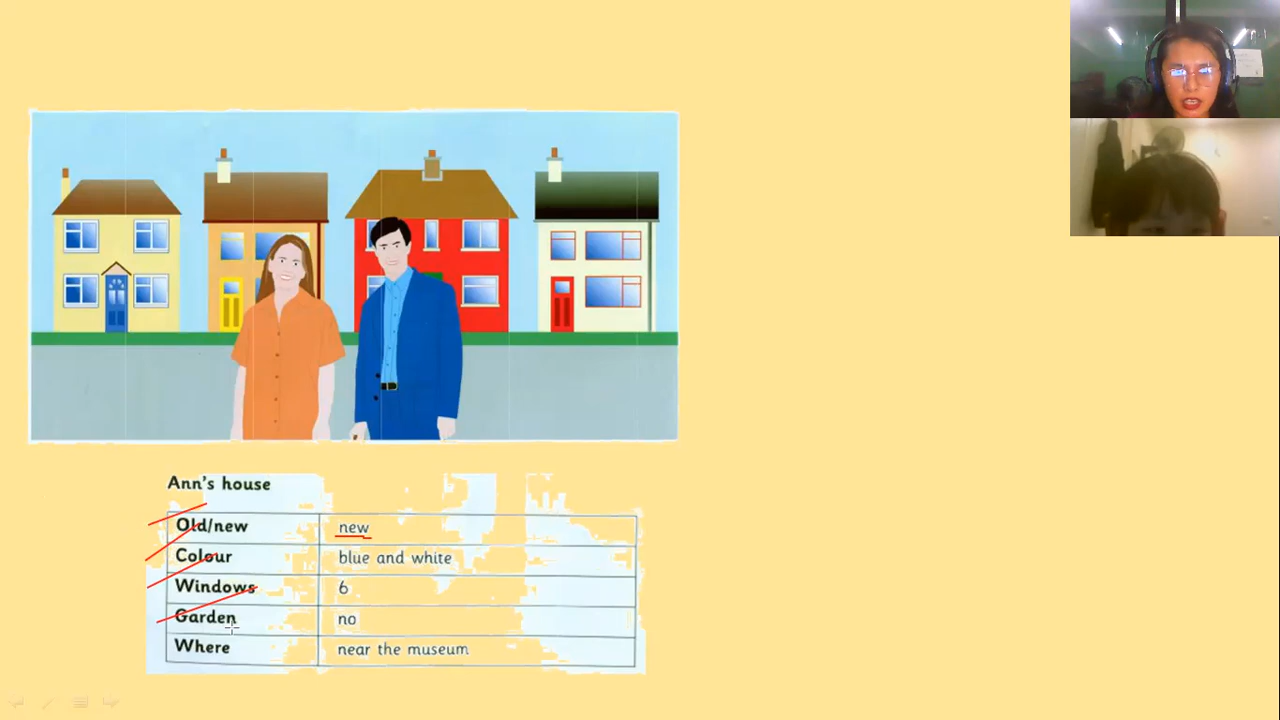 Ann's house
Old/new new
Colour blue and white
Windows 6
Garden no
Where near the museum